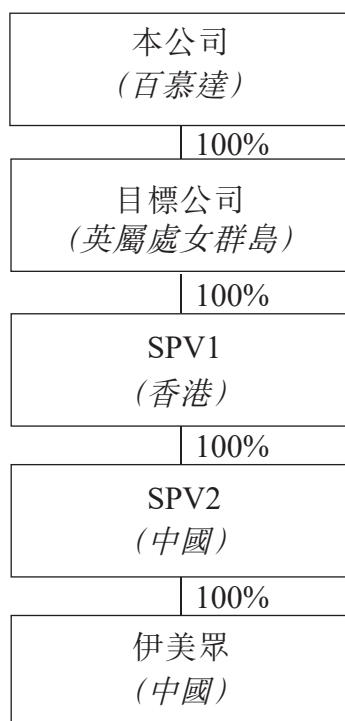 本公司
(百慕達)
100%
目標公司
(英屬處女群島)
100%
SPV1
(香港)
100%
SPV2
(中國)
100%
伊美眾
(中國)